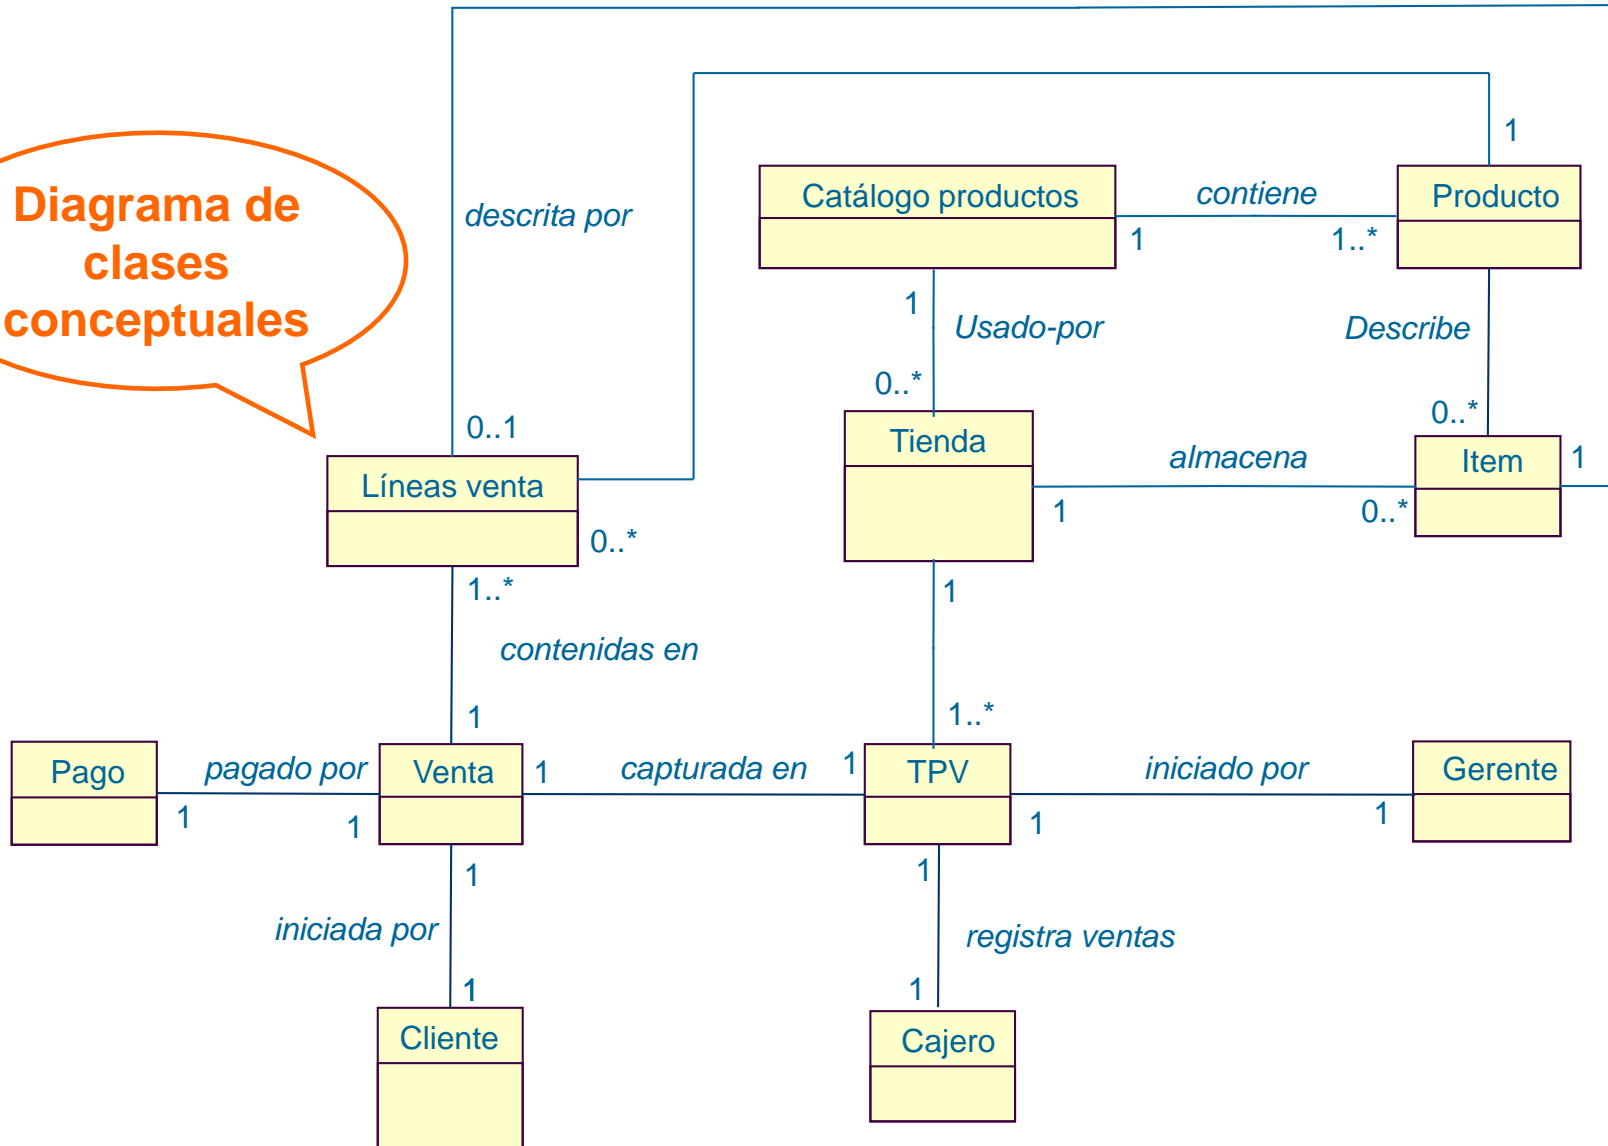 1
Diagrama de
clases
conceptuales
descrita por
Catálogo productos
contiene
Producto
1
1..*
1
Usado-por
Describe
0..*
0..1
0..*
Líneas venta
Tienda
almacena
Item
1
1
0..*
0..*
1..*
1
contenidas en
1
1..*
Pago
pagado por
Venta
1
capturada en
1
TPV
iniciado por
Gerente
1
1
1
1
1
1
iniciada por
registra ventas
1
1
Cliente
Cajero